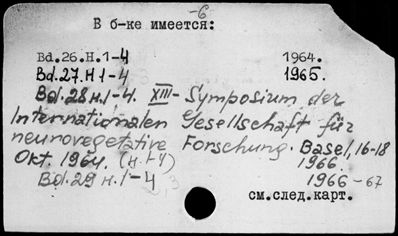 -6
В б-ке имеется:
Bd.26.H.1-4 1964.
Bd.27.H1-4 1965.
Bd.28H.1-4. XIII- Symposium der
Internationalen Gesellschaft für
neurovegetative Forschung. Basel, 16-18
Okt. 1964. (H.1-4) 1966.
Bd.29 H.1-4 1966-67
см.след.карт.